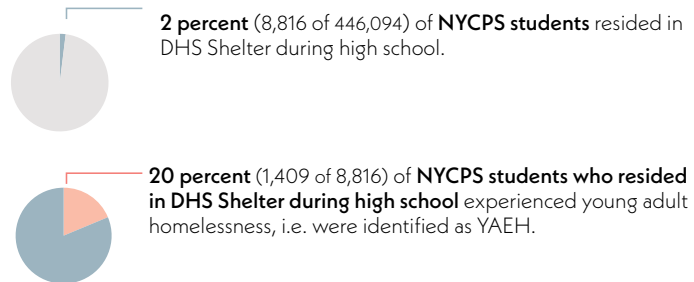 2 percent (8,816 of 446,094) of NYCPS students resided in
DHS Shelter during high school.
20 percent (1,409 of 8,816) of NYCPS students who resided
in DHS Shelter during high school experienced young adult
homelessness, i.e. were identified as YAEH.